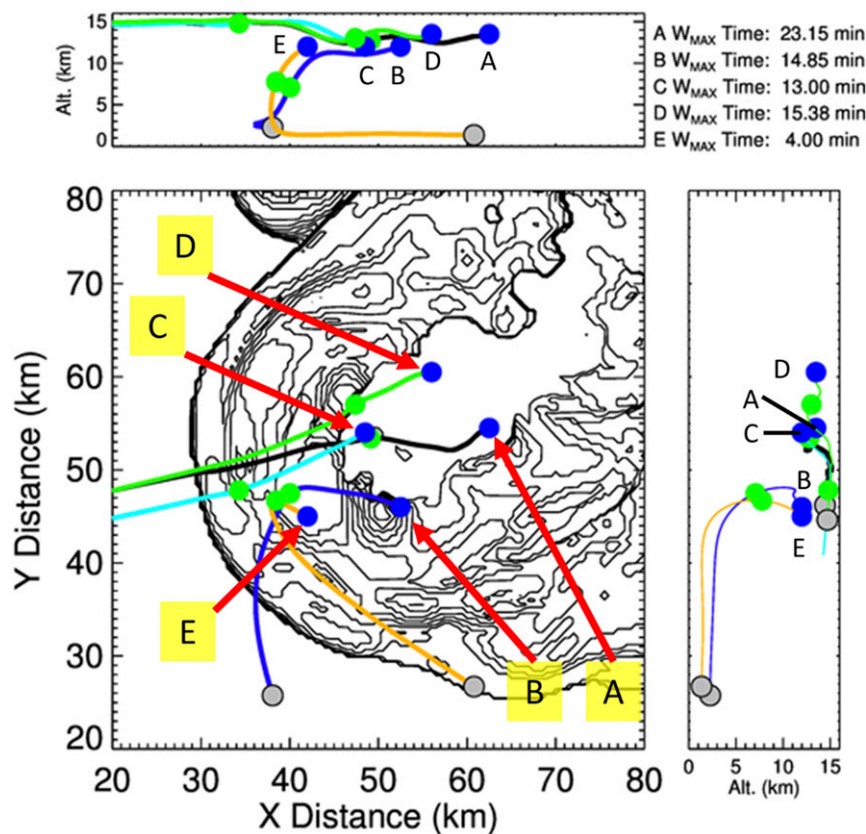 Alt. (km)
15
10
5
0
E
C
B
D
A
A WMAX Time: 23.15 min
B WMAX Time: 14.85 min
C WMAX Time: 13.00 min
D WMAX Time: 15.38 min
E WMAX Time: 4.00 min
Y Distance (km)
80
70
60
50
40
30
20
D
C
E
B
A
20 30 40 50 60 70 80
X Distance (km)
D
A
C
B
E
0 5 10 15
Alt. (km)